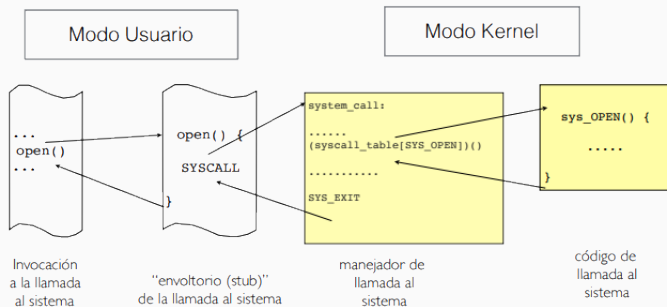 Modo Usuario
Modo Kernel
...
open()
...
open() {
SYSCALL
}
system_call:
......
(syscall_table[SYS_OPEN])()
...........
SYS_EXIT
sys_OPEN() {
.....
}
Invocación
a la llamada
al sistema
"envoltorio (stub)"
de la llamada al sistema
manejador de
llamada al
sistema
código de
llamada al
sistema